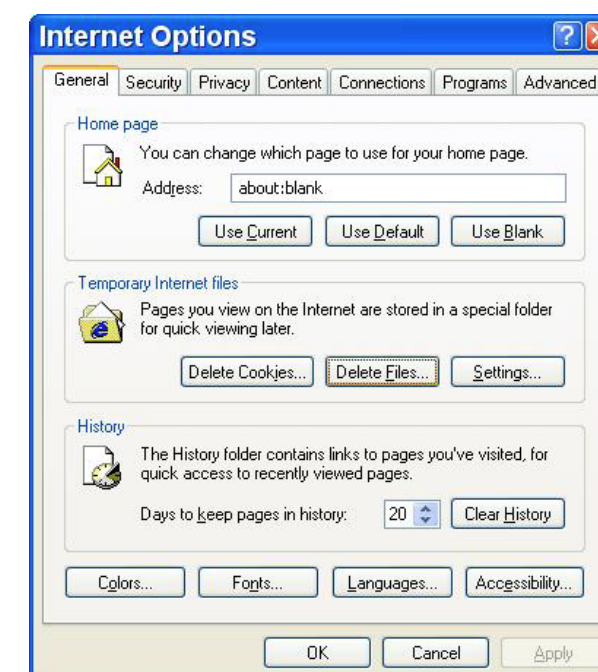 Internet Options
General Security Privacy Content Connections Programs Advanced
Home page
You can change which page to use for your home page.
Address: about:blank
Use Current Use Default Use Blank
Temporary Internet files
Pages you view on the Internet are stored in a special folder
for quick viewing later.
Delete Cookies... Delete Files... Settings...
History
The History folder contains links to pages you've visited, for
quick access to recently viewed pages.
Days to keep pages in history: 20 Clear History
Colors... Fonts... Languages... Accessibility...
OK Cancel Apply